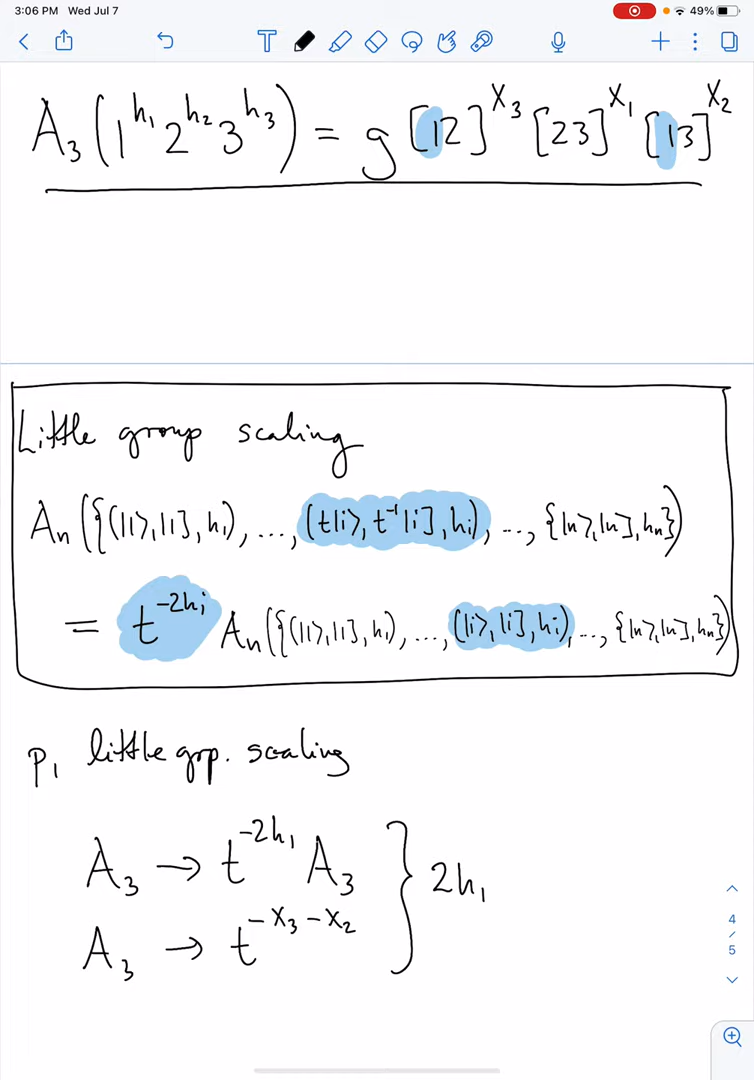 3:06 PM Wed Jul 7 49%
T
A₃(1^h₁ 2^h₂ 3^h₃) = g [12]^x₃ [23]^x₁ [13]^x₂
Little group scaling
Aₙ({(|1>,|1],h₁),...,(t|i>,t⁻¹|i],hᵢ),...,{|n>,|n],hₙ})
= t^-2hᵢ Aₙ({(|1>,|1],h₁),...,(|i>,|i],hᵢ),...,{|n>,|n],hₙ})
p₁ little grp. scaling
A₃ → t^-2h₁ A₃ } 2h₁
A₃ → t^-x₃-x₂
4
/
5